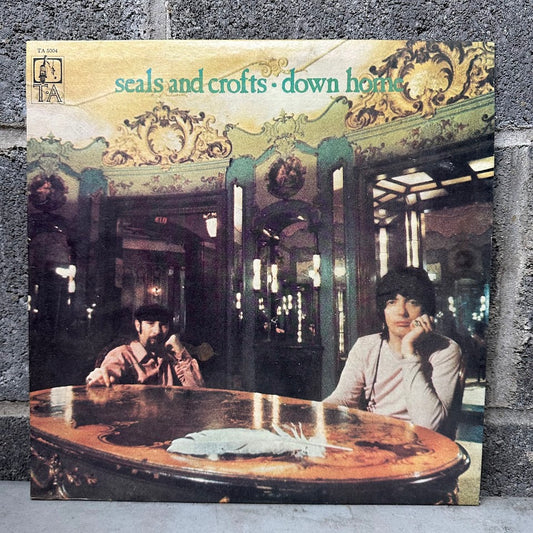 TA 5004
TA
seals and crofts · down home